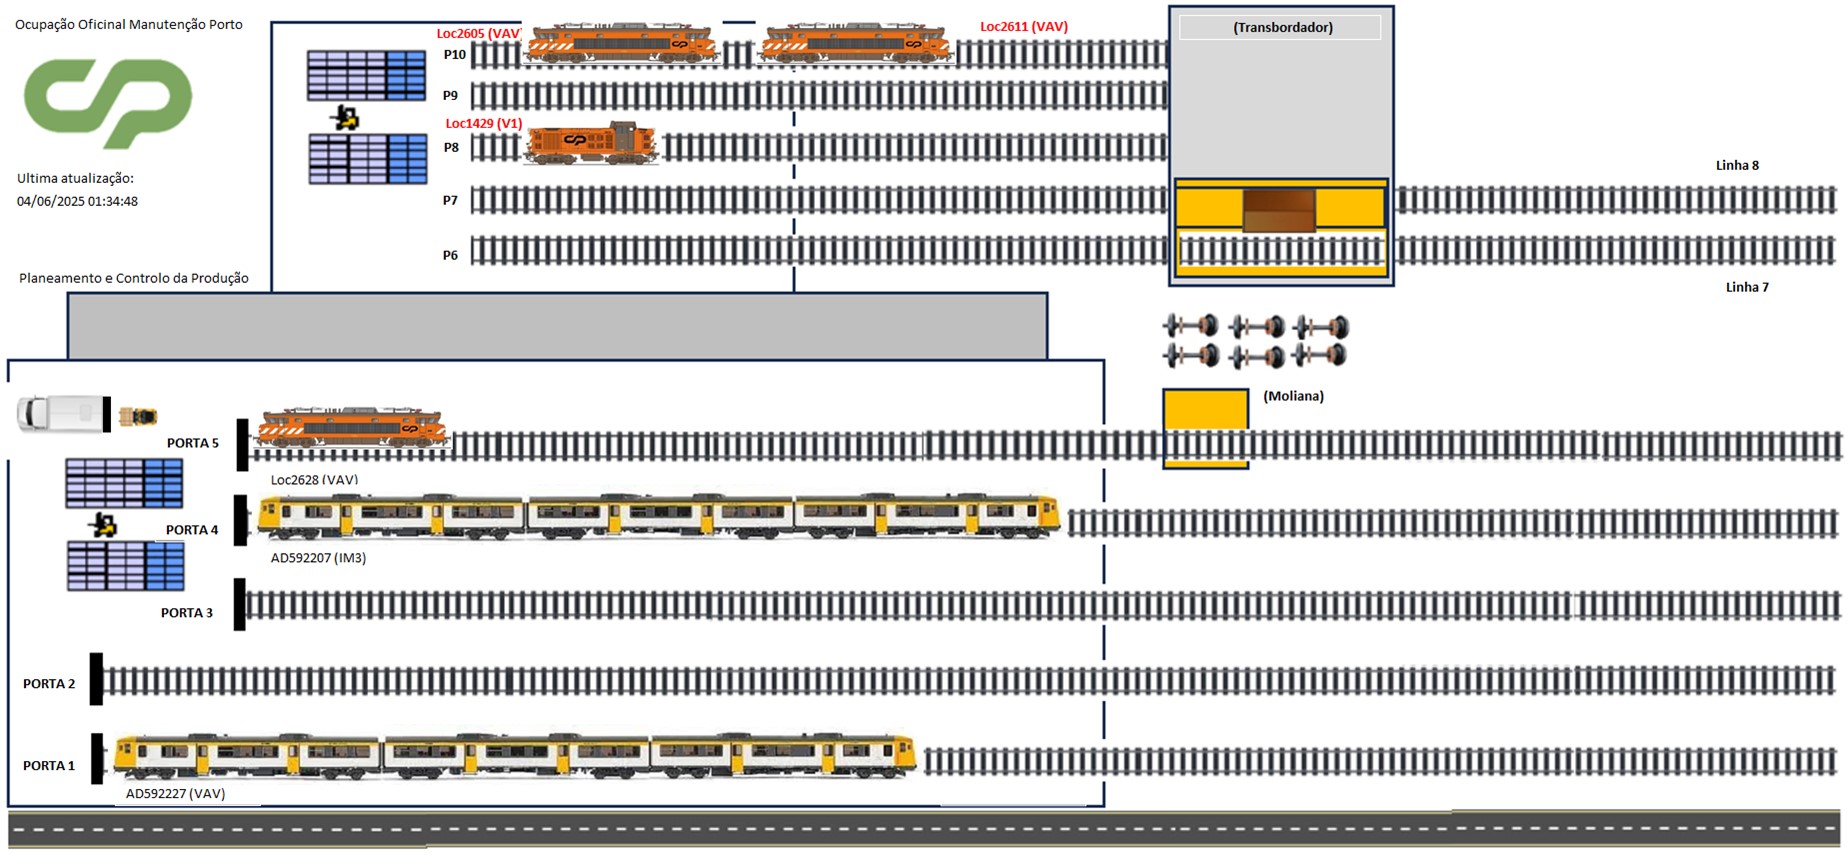 Ocupação Oficinal Manutenção Porto
CP
Ultima atualização:
04/06/2025 01:34:48
Planeamento e Controlo da Produção
Loc2605 (VAV)
Loc2611 (VAV)
(Transbordador)
P10
P9
Loc1429 (V1)
P8
Linha 8
P7
P6
Linha 7
(Moliana)
PORTA 5
Loc2628 (VAV)
PORTA 4
AD592207 (IM3)
PORTA 3
PORTA 2
PORTA 1
AD592227 (VAV)